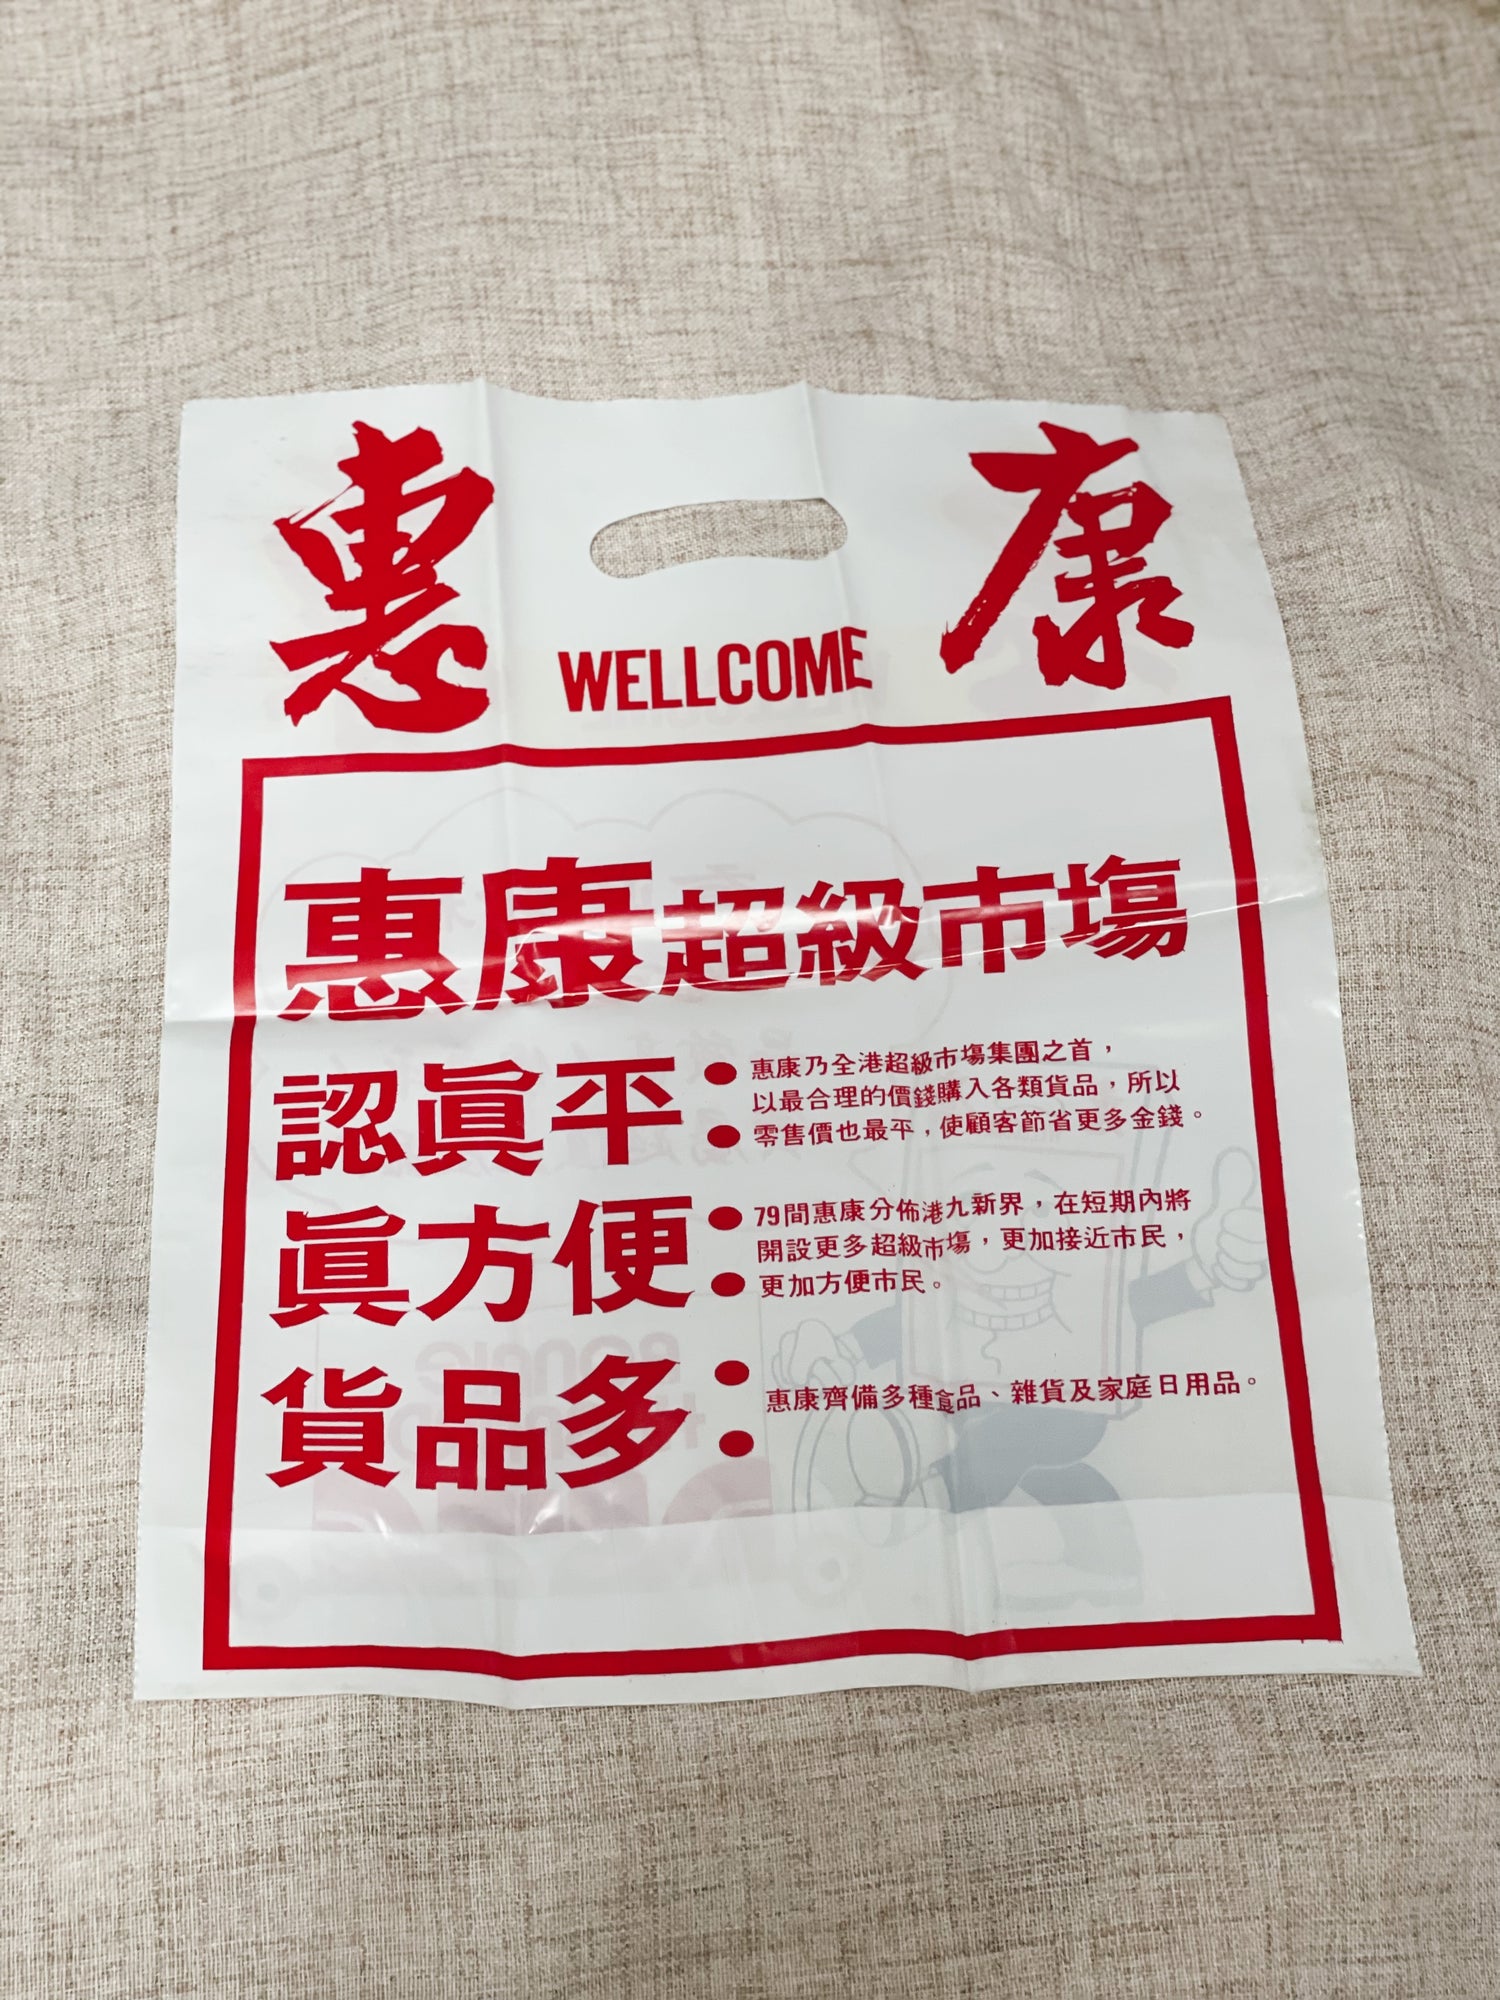 惠 康
WELLCOME
惠康超級市塲
認眞平：
惠康乃全港超級市塲集團之首，
以最合理的價錢購入各類貨品，所以
零售價也最平，使顧客節省更多金錢。
眞方便：
79間惠康分佈港九新界，在短期內將
開設更多超級市塲，更加接近市民，
更加方便市民。
貨品多：
惠康齊備多種食品、雜貨及家庭日用品。